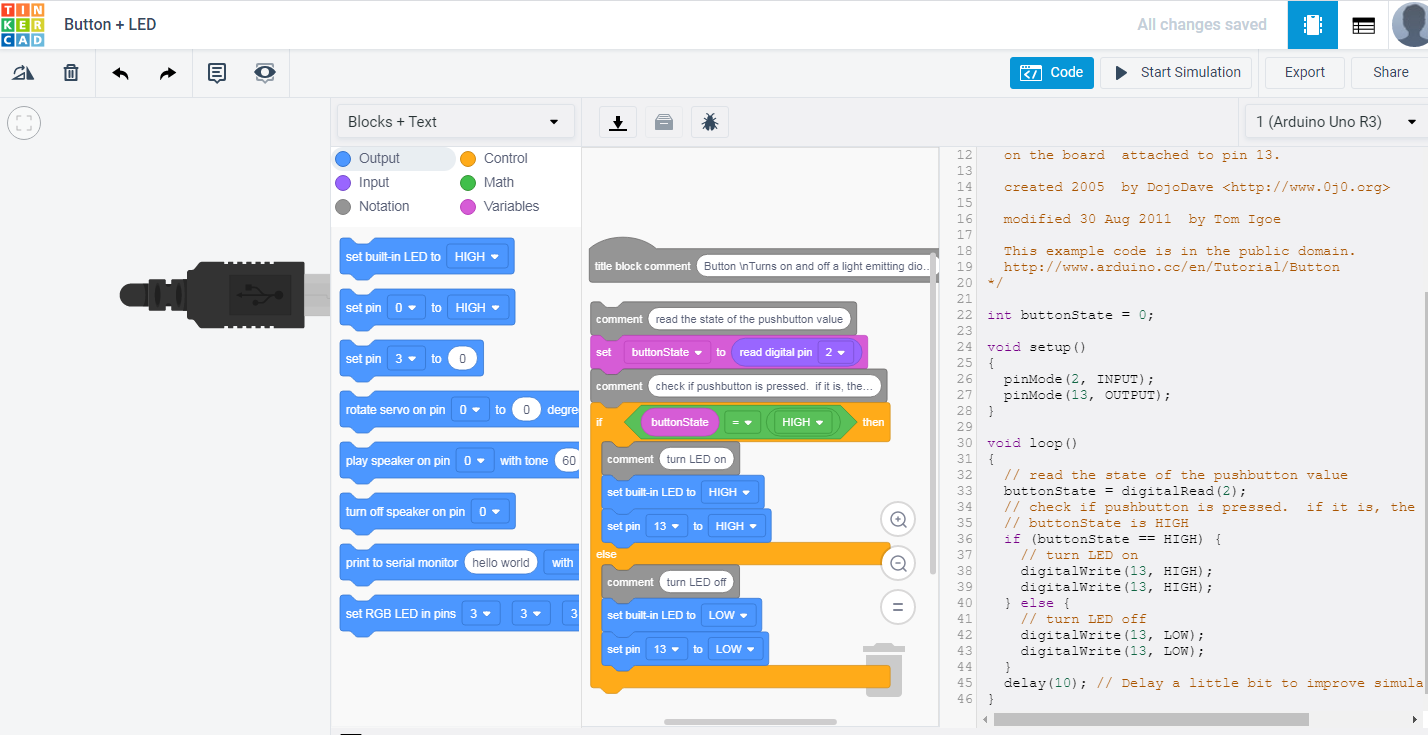 TIN
KER
CAD
Button + LED
All changes saved
Code
Start Simulation
Export
Share
Blocks + Text
1 (Arduino Uno R3)
Output
Control
Input
Math
Notation
Variables
set built-in LED to HIGH
set pin 0 to HIGH
set pin 3 to 0
rotate servo on pin 0 to 0 degre
play speaker on pin 0 with tone 60
turn off speaker on pin 0
print to serial monitor hello world with
set RGB LED in pins 3 3 3
title block comment Button \nTurns on and off a light emitting dio...
comment read the state of the pushbutton value
set buttonState to read digital pin 2
comment check if pushbutton is pressed. if it is, the...
if buttonState = HIGH then
comment turn LED on
set built-in LED to HIGH
set pin 13 to HIGH
else
comment turn LED off
set built-in LED to LOW
set pin 13 to LOW
12 on the board attached to pin 13.
13
14 created 2005 by DojoDave <http://www.0j0.org>
15
16 modified 30 Aug 2011 by Tom Igoe
17
18 This example code is in the public domain.
19 http://www.arduino.cc/en/Tutorial/Button
20 */
21
22 int buttonState = 0;
23
24 void setup()
25 {
26 pinMode(2, INPUT);
27 pinMode(13, OUTPUT);
28 }
29
30 void loop()
31 {
32 // read the state of the pushbutton value
33 buttonState = digitalRead(2);
34 // check if pushbutton is pressed. if it is, the
35 // buttonState is HIGH
36 if (buttonState == HIGH) {
37 // turn LED on
38 digitalWrite(13, HIGH);
39 digitalWrite(13, HIGH);
40 } else {
41 // turn LED off
42 digitalWrite(13, LOW);
43 digitalWrite(13, LOW);
44 }
45 delay(10); // Delay a little bit to improve simula
46 }